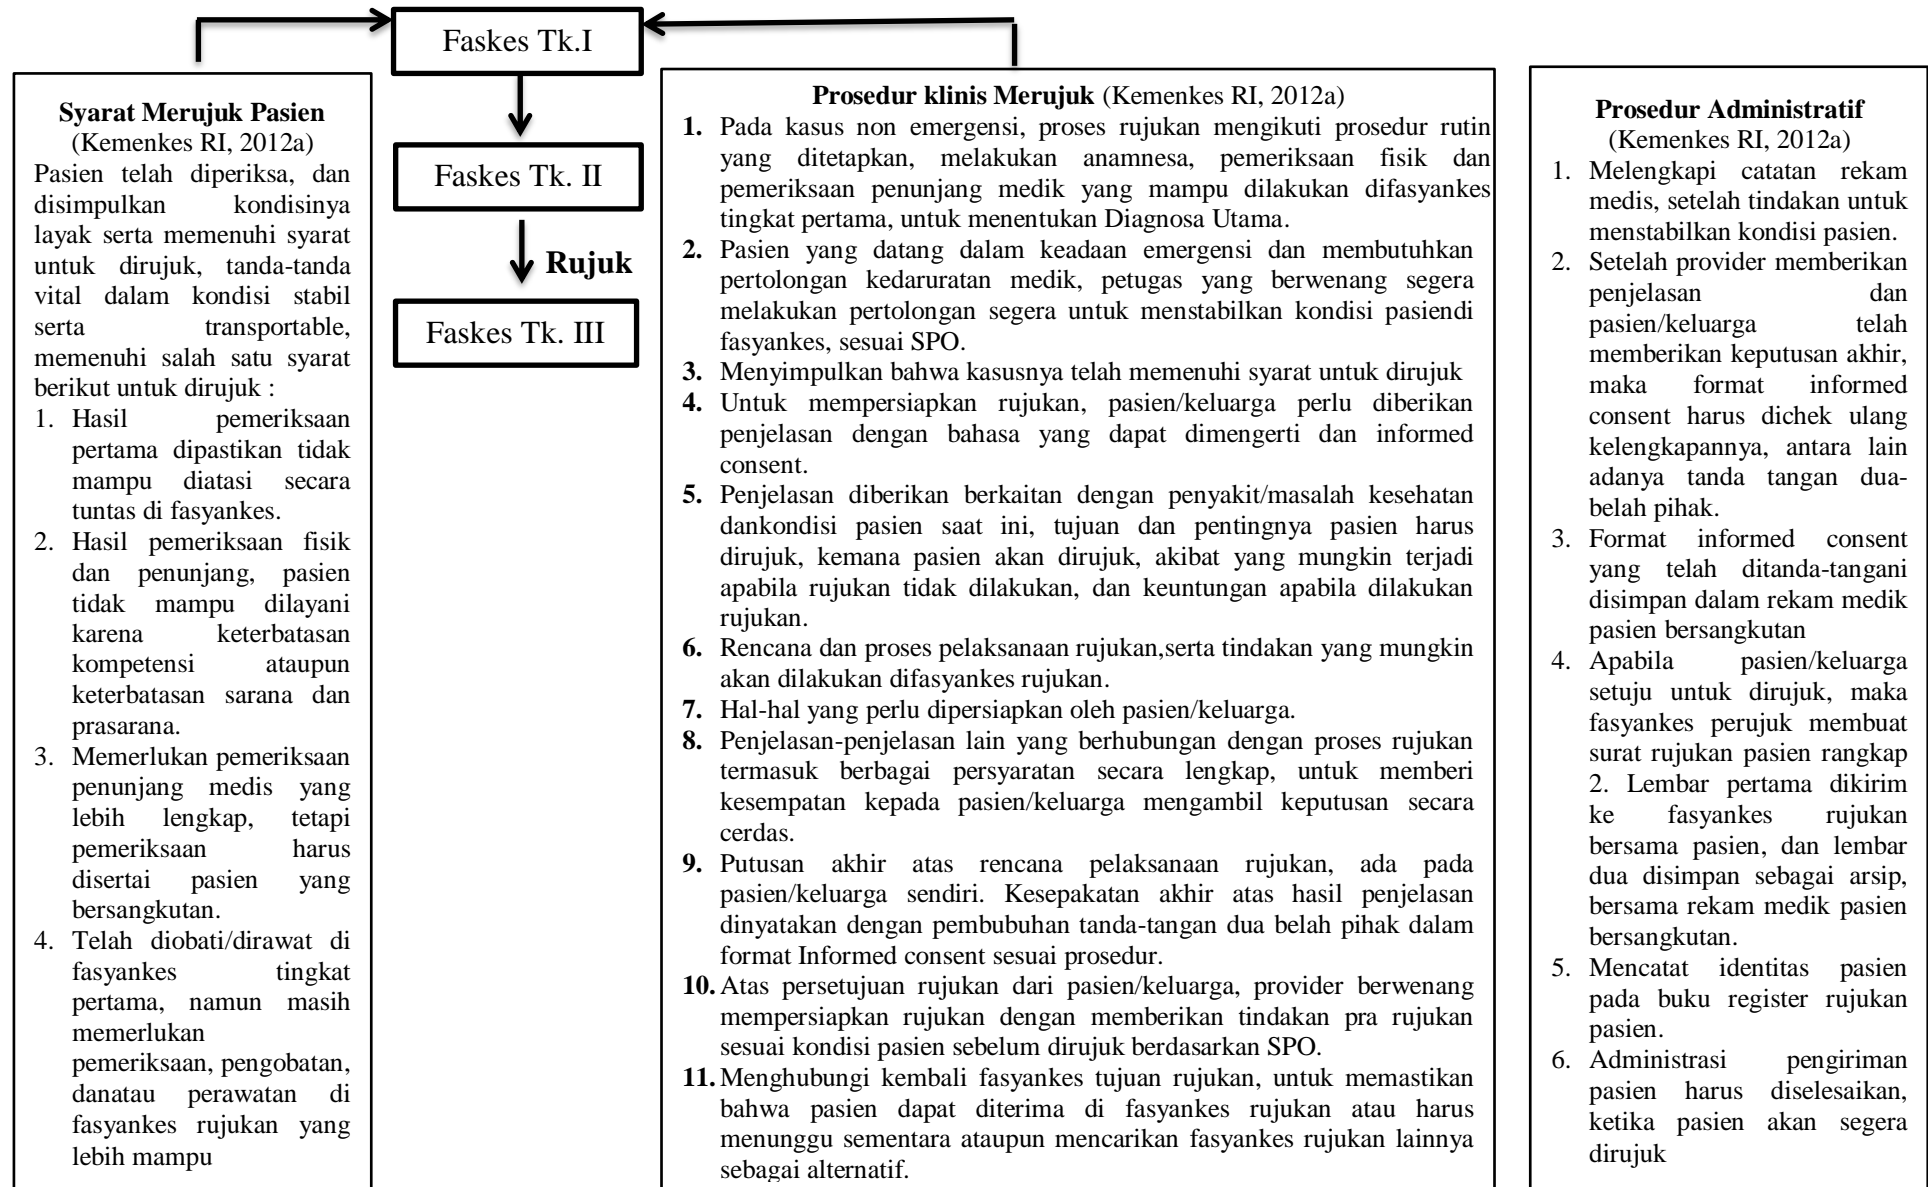 Faskes Tk.I
Faskes Tk. II
Rujuk
Faskes Tk. III
Syarat Merujuk Pasien
(Kemenkes RI, 2012a)
Pasien telah diperiksa, dan
disimpulkan kondisinya
layak serta memenuhi syarat
untuk dirujuk, tanda-tanda
vital dalam kondisi stabil
serta transportable,
memenuhi salah satu syarat
berikut untuk dirujuk :
1. Hasil pemeriksaan
pertama dipastikan tidak
mampu diatasi secara
tuntas di fasyankes.
2. Hasil pemeriksaan fisik
dan penunjang, pasien
tidak mampu dilayani
karena keterbatasan
kompetensi ataupun
keterbatasan sarana dan
prasarana.
3. Memerlukan pemeriksaan
penunjang medis yang
lebih lengkap, tetapi
pemeriksaan harus
disertai pasien yang
bersangkutan.
4. Telah diobati/dirawat di
fasyankes tingkat
pertama, namun masih
memerlukan
pemeriksaan, pengobatan,
danatau perawatan di
fasyankes rujukan yang
lebih mampu
Prosedur klinis Merujuk (Kemenkes RI, 2012a)
1. Pada kasus non emergensi, proses rujukan mengikuti prosedur rutin
yang ditetapkan, melakukan anamnesa, pemeriksaan fisik dan
pemeriksaan penunjang medik yang mampu dilakukan difasyankes
tingkat pertama, untuk menentukan Diagnosa Utama.
2. Pasien yang datang dalam keadaan emergensi dan membutuhkan
pertolongan kedaruratan medik, petugas yang berwenang segera
melakukan pertolongan segera untuk menstabilkan kondisi pasiendi
fasyankes, sesuai SPO.
3. Menyimpulkan bahwa kasusnya telah memenuhi syarat untuk dirujuk
4. Untuk mempersiapkan rujukan, pasien/keluarga perlu diberikan
penjelasan dengan bahasa yang dapat dimengerti dan informed
consent.
5. Penjelasan diberikan berkaitan dengan penyakit/masalah kesehatan
dankondisi pasien saat ini, tujuan dan pentingnya pasien harus
dirujuk, kemana pasien akan dirujuk, akibat yang mungkin terjadi
apabila rujukan tidak dilakukan, dan keuntungan apabila dilakukan
rujukan.
6. Rencana dan proses pelaksanaan rujukan,serta tindakan yang mungkin
akan dilakukan difasyankes rujukan.
7. Hal-hal yang perlu dipersiapkan oleh pasien/keluarga.
8. Penjelasan-penjelasan lain yang berhubungan dengan proses rujukan
termasuk berbagai persyaratan secara lengkap, untuk memberi
kesempatan kepada pasien/keluarga mengambil keputusan secara
cerdas.
9. Putusan akhir atas rencana pelaksanaan rujukan, ada pada
pasien/keluarga sendiri. Kesepakatan akhir atas hasil penjelasan
dinyatakan dengan pembubuhan tanda-tangan dua belah pihak dalam
format Informed consent sesuai prosedur.
10. Atas persetujuan rujukan dari pasien/keluarga, provider berwenang
mempersiapkan rujukan dengan memberikan tindakan pra rujukan
sesuai kondisi pasien sebelum dirujuk berdasarkan SPO.
11. Menghubungi kembali fasyankes tujuan rujukan, untuk memastikan
bahwa pasien dapat diterima di fasyankes rujukan atau harus
menunggu sementara ataupun mencarikan fasyankes rujukan lainnya
sebagai alternatif.
Prosedur Administratif
(Kemenkes RI, 2012a)
1. Melengkapi catatan rekam
medis, setelah tindakan untuk
menstabilkan kondisi pasien.
2. Setelah provider memberikan
penjelasan dan
pasien/keluarga telah
memberikan keputusan akhir,
maka format informed
consent harus dichek ulang
kelengkapannya, antara lain
adanya tanda tangan dua-
belah pihak.
3. Format informed consent
yang telah ditanda-tangani
disimpan dalam rekam medik
pasien bersangkutan
4. Apabila pasien/keluarga
setuju untuk dirujuk, maka
fasyankes perujuk membuat
surat rujukan pasien rangkap
2. Lembar pertama dikirim
ke fasyankes rujukan
bersama pasien, dan lembar
dua disimpan sebagai arsip,
bersama rekam medik pasien
bersangkutan.
5. Mencatat identitas pasien
pada buku register rujukan
pasien.
6. Administrasi pengiriman
pasien harus diselesaikan,
ketika pasien akan segera
dirujuk